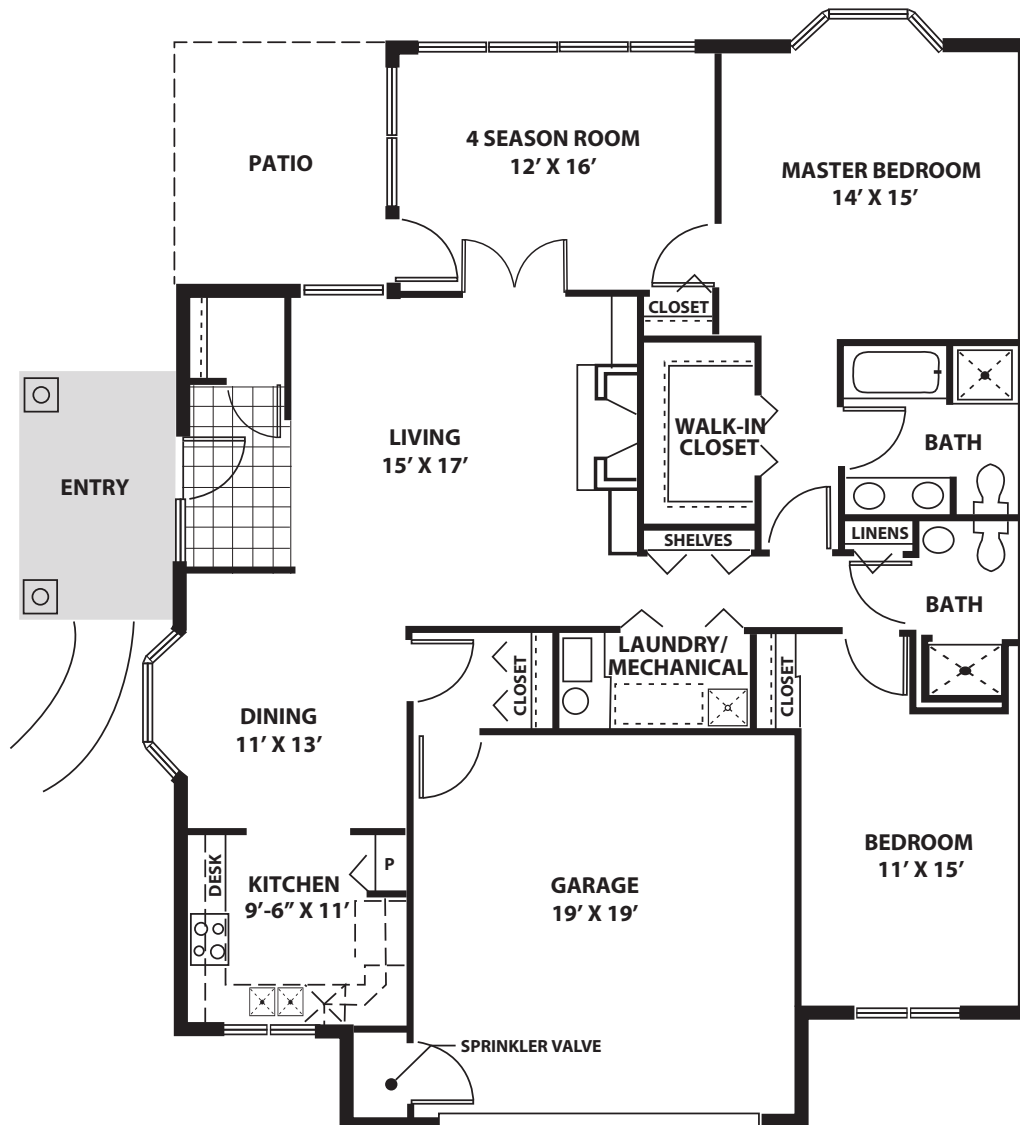 4 SEASON ROOM
12’ X 16’
PATIO
MASTER BEDROOM
14’ X 15’
CLOSET
LIVING
15’ X 17’
WALK-IN
CLOSET
BATH
ENTRY
SHELVES
LINENS
BATH
LAUNDRY/
MECHANICAL
CLOSET
CLOSET
DINING
11’ X 13’
DESK
P
KITCHEN
9’-6” X 11’
GARAGE
19’ X 19’
BEDROOM
11’ X 15’
SPRINKLER VALVE